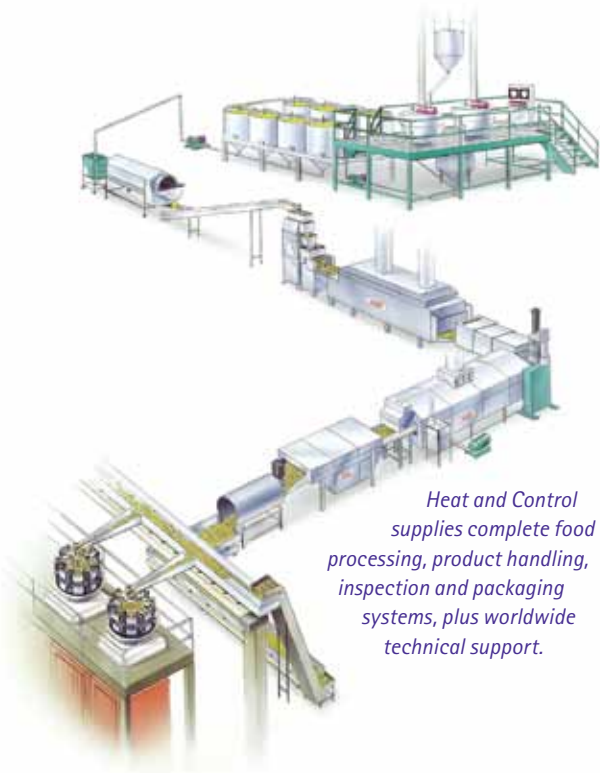 Heat and Control
supplies complete food
processing, product handling,
inspection and packaging
systems, plus worldwide
technical support.